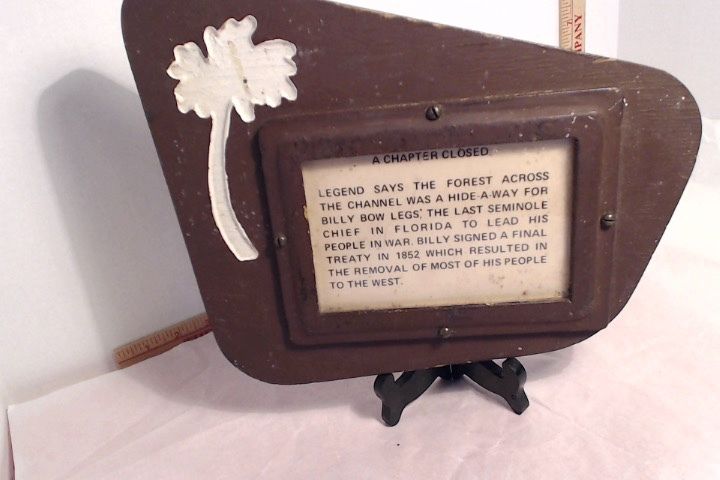 PANY
A CHAPTER CLOSED
LEGEND SAYS THE FOREST ACROSS
THE CHANNEL WAS A HIDE-A-WAY FOR
BILLY BOW LEGS, THE LAST SEMINOLE
CHIEF IN FLORIDA TO LEAD HIS
PEOPLE IN WAR. BILLY SIGNED A FINAL
TREATY IN 1852 WHICH RESULTED IN
THE REMOVAL OF MOST OF HIS PEOPLE
TO THE WEST.